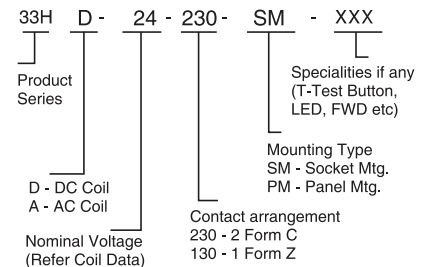 33H D - 24 - 230 - SM - XXX
Product
Series
Specialities if any
(T-Test Button,
LED, FWD etc)
Mounting Type
SM - Socket Mtg.
PM - Panel Mtg.
D - DC Coil
A - AC Coil
Contact arrangement
230 - 2 Form C
130 - 1 Form Z
Nominal Voltage
(Refer Coil Data)